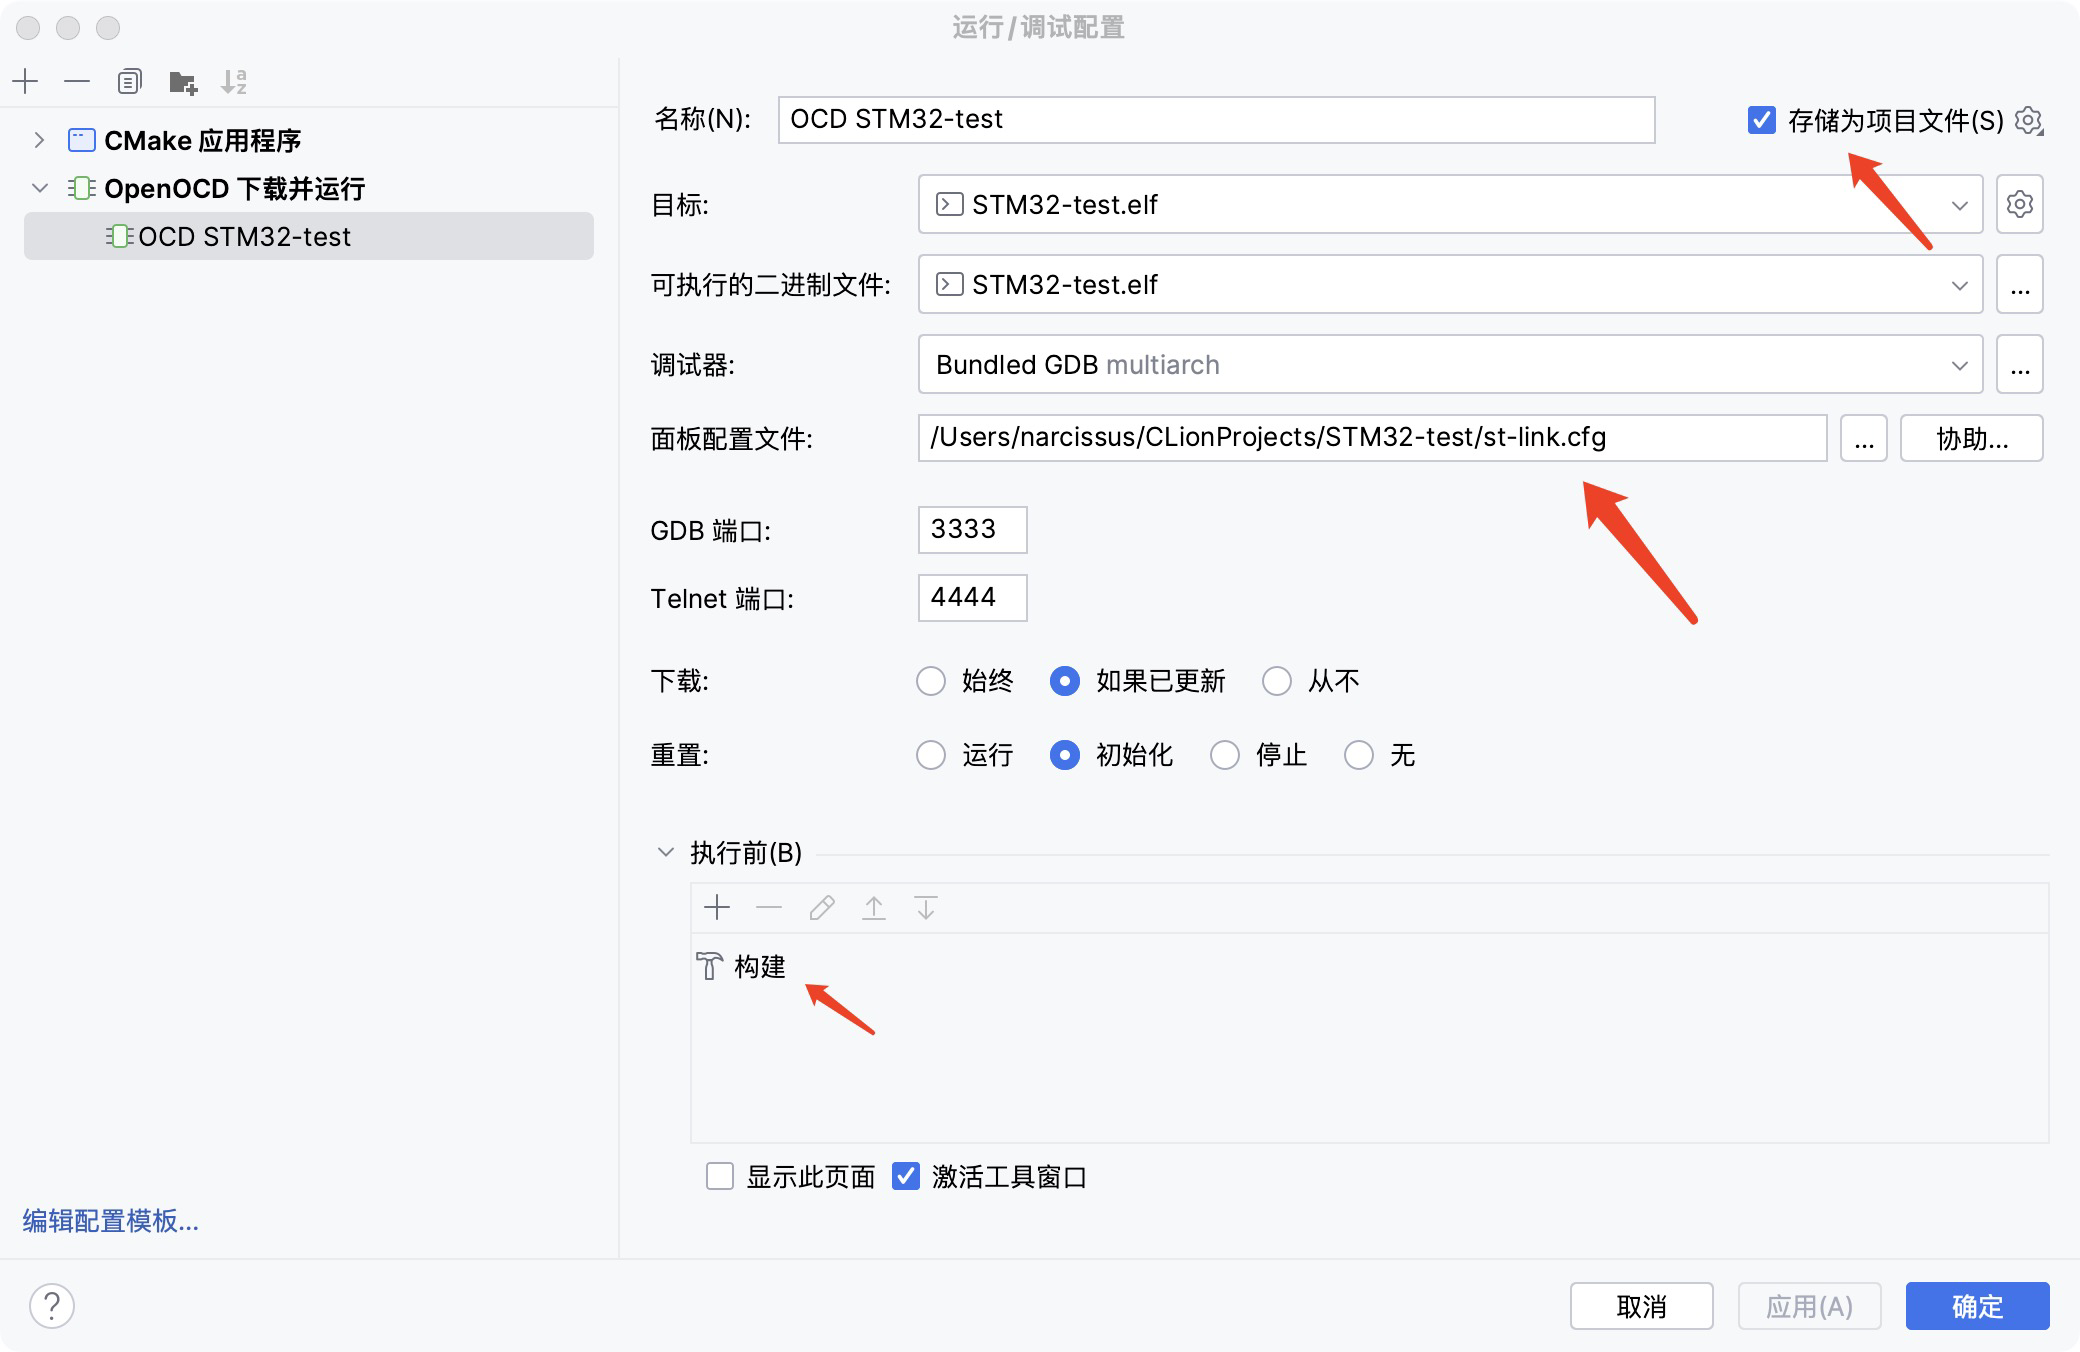 运行/调试配置
CMake 应用程序
OpenOCD 下载并运行
OCD STM32-test
编辑配置模板...
名称(N): OCD STM32-test 存储为项目文件(S)
目标: STM32-test.elf
可执行的二进制文件: STM32-test.elf ...
调试器: Bundled GDB multiarch ...
面板配置文件: /Users/narcissus/CLionProjects/STM32-test/st-link.cfg ... 协助...
GDB 端口: 3333
Telnet 端口: 4444
下载: 始终 如果已更新 从不
重置: 运行 初始化 停止 无
执行前(B)
构建
显示此页面 激活工具窗口
? 取消 应用(A) 确定